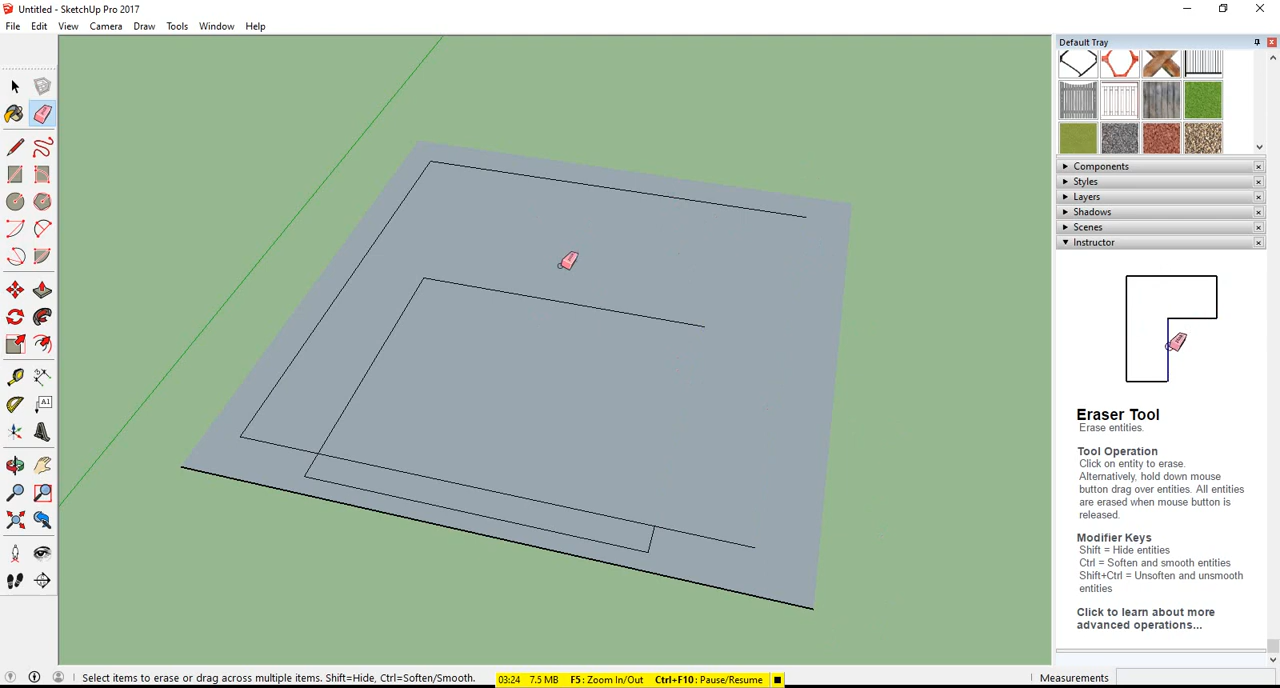 Untitled - SketchUp Pro 2017
File Edit View Camera Draw Tools Window Help
Default Tray
Components
Styles
Layers
Shadows
Scenes
Instructor
A1
Eraser Tool
Erase entities.
Tool Operation
Click on entity to erase.
Alternatively, hold down mouse
button drag over entities. All entities
are erased when mouse button is
released.
Modifier Keys
Shift = Hide entities
Ctrl = Soften and smooth entities
Shift+Ctrl = Unsoften and unsmooth
entities
Click to learn about more
advanced operations...
Select items to erase or drag across multiple items. Shift=Hide, Ctrl=Soften/Smooth. 03:24 7.5 MB F5: Zoom In/Out Ctrl+F10: Pause/Resume Measurements